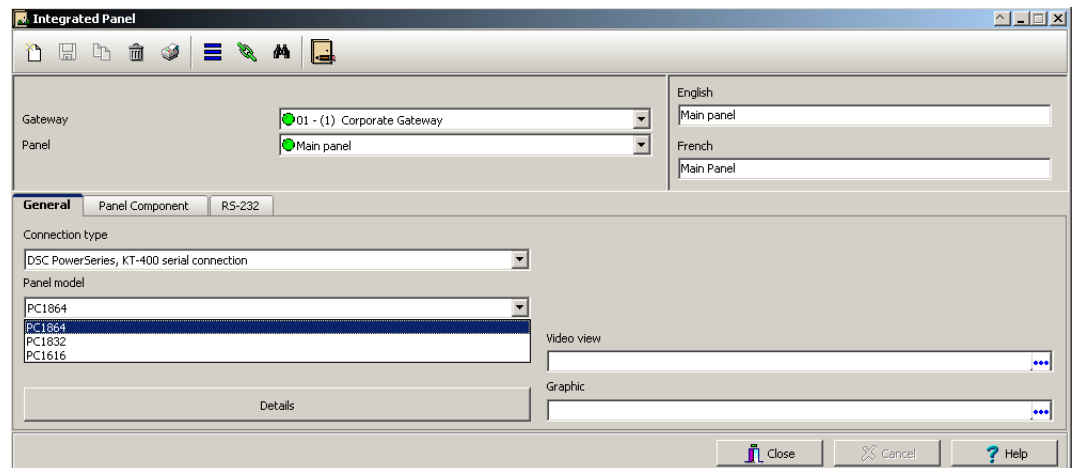 Integrated Panel
English
Main panel
Gateway
01 - (1) Corporate Gateway
Panel
Main panel
French
Main Panel
General
Panel Component
RS-232
Connection type
DSC PowerSeries, KT-400 serial connection
Panel model
PC1864
PC1864
PC1832
PC1616
Video view
Graphic
Details
Close
Cancel
Help